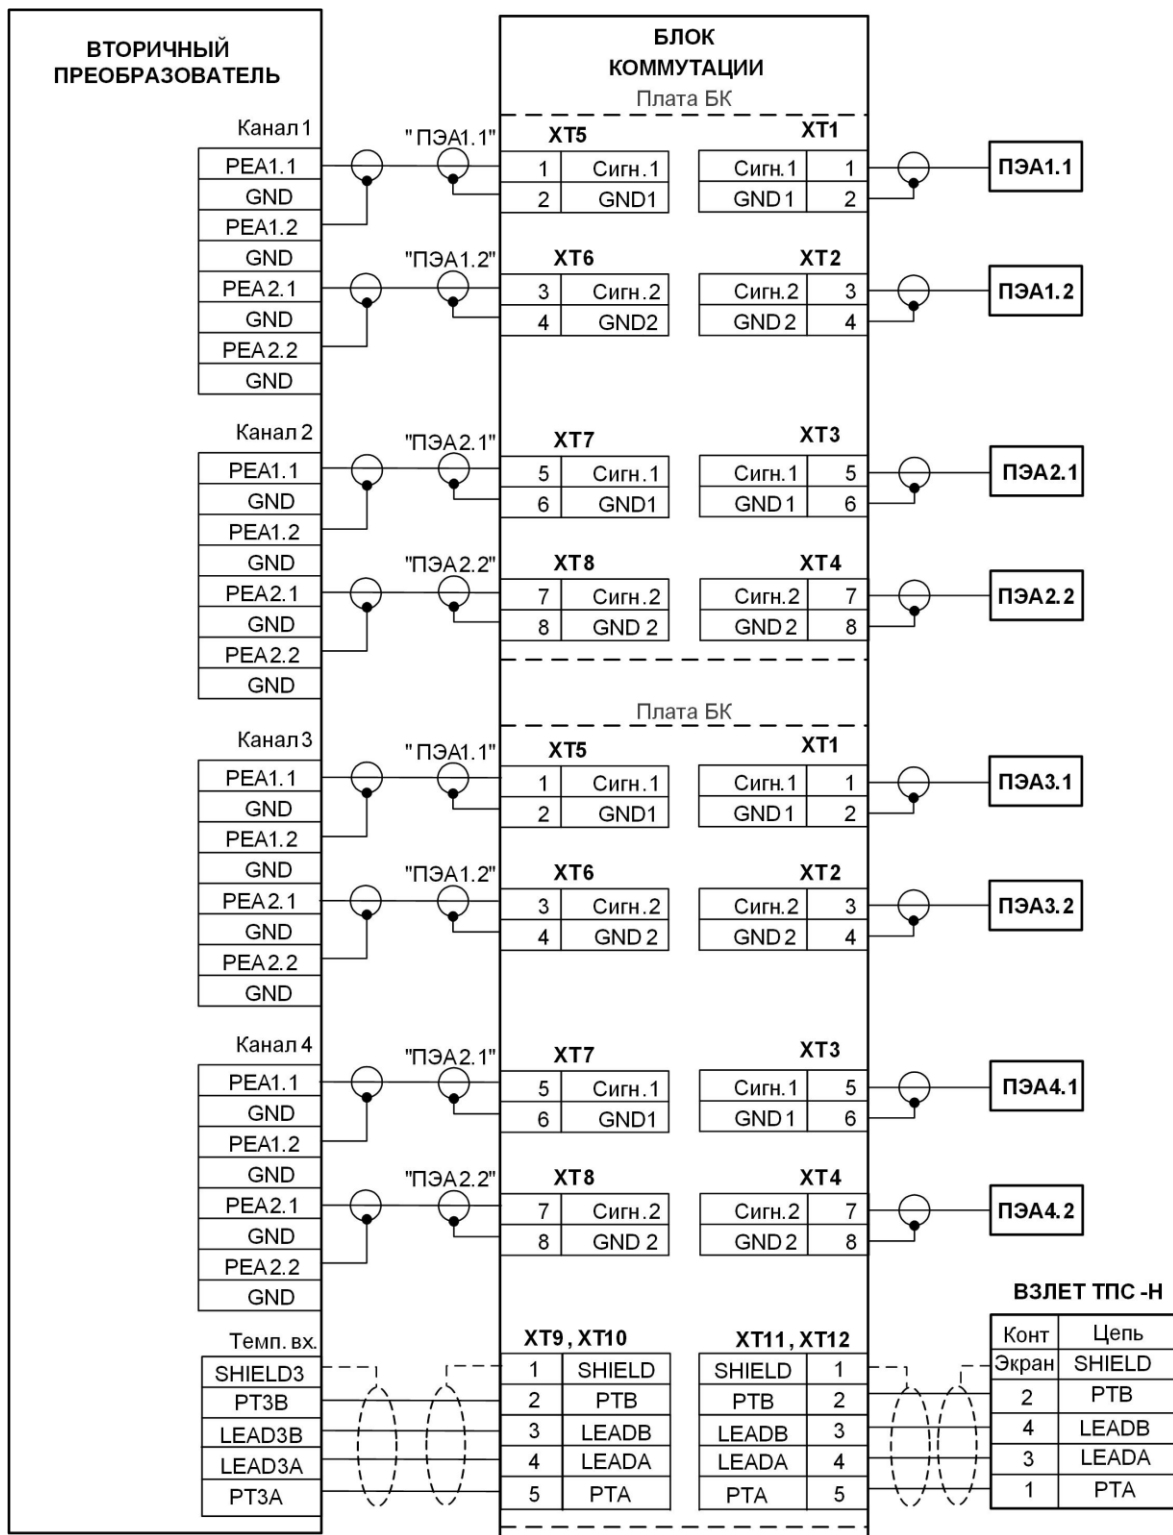 ВТОРИЧНЫЙ
ПРЕОБРАЗОВАТЕЛЬ
БЛОК
КОММУТАЦИИ
Плата БК
Канал 1
"ПЭА1.1"
XT5
XT1
PEA1.1
1 Сигн.1
Сигн.1 1
ПЭА1.1
GND
2 GND1
GND1 2
PEA1.2
GND
"ПЭА1.2"
XT6
XT2
PEA2.1
3 Сигн.2
Сигн.2 3
ПЭА1.2
GND
4 GND2
GND2 4
PEA2.2
GND
Канал 2
"ПЭА2.1"
XT7
XT3
PEA1.1
5 Сигн.1
Сигн.1 5
ПЭА2.1
GND
6 GND1
GND1 6
PEA1.2
GND
"ПЭА2.2"
XT8
XT4
PEA2.1
7 Сигн.2
Сигн.2 7
ПЭА2.2
GND
8 GND 2
GND 2 8
PEA2.2
GND
Плата БК
Канал 3
"ПЭА1.1"
XT5
XT1
PEA1.1
1 Сигн.1
Сигн.1 1
ПЭА3.1
GND
2 GND1
GND1 2
PEA1.2
GND
"ПЭА1.2"
XT6
XT2
PEA2.1
3 Сигн.2
Сигн.2 3
ПЭА3.2
GND
4 GND 2
GND 2 4
PEA2.2
GND
Канал 4
"ПЭА2.1"
XT7
XT3
PEA1.1
5 Сигн.1
Сигн.1 5
ПЭА4.1
GND
6 GND1
GND1 6
PEA1.2
GND
"ПЭА2.2"
XT8
XT4
PEA2.1
7 Сигн.2
Сигн.2 7
ПЭА4.2
GND
8 GND 2
GND 2 8
PEA2.2
GND
ВЗЛЕТ ТПС -Н
Темп. вх.
XT9, XT10
XT11, XT12
Конт Цепь
SHIELD3
1 SHIELD
SHIELD 1
Экран SHIELD
PT3B
2 PTB
PTB 2
2 PTB
LEAD3B
3 LEADB
LEADB 3
4 LEADB
LEAD3A
4 LEADA
LEADA 4
3 LEADA
PT3A
5 PTA
PTA 5
1 PTA